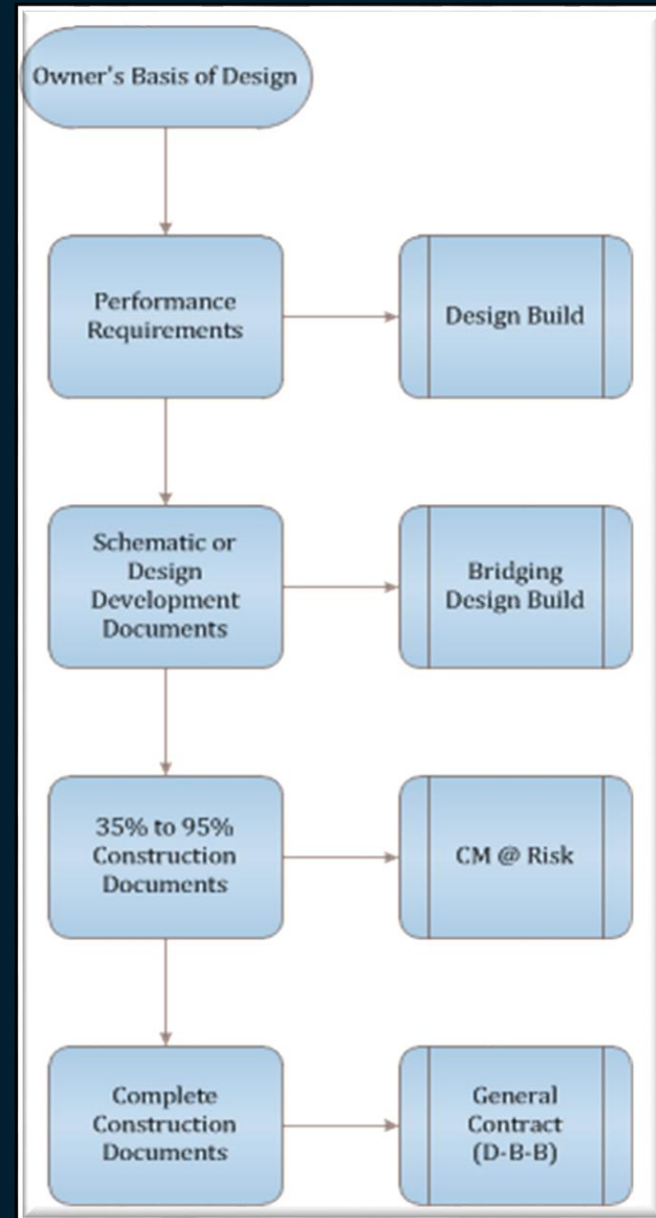 Owner's Basis of Design
Performance
Requirements
Design Build
Schematic or
Design
Development
Documents
Bridging
Design Build
35% to 95%
Construction
Documents
CM @ Risk
Complete
Construction
Documents
General
Contract
(D-B-B)